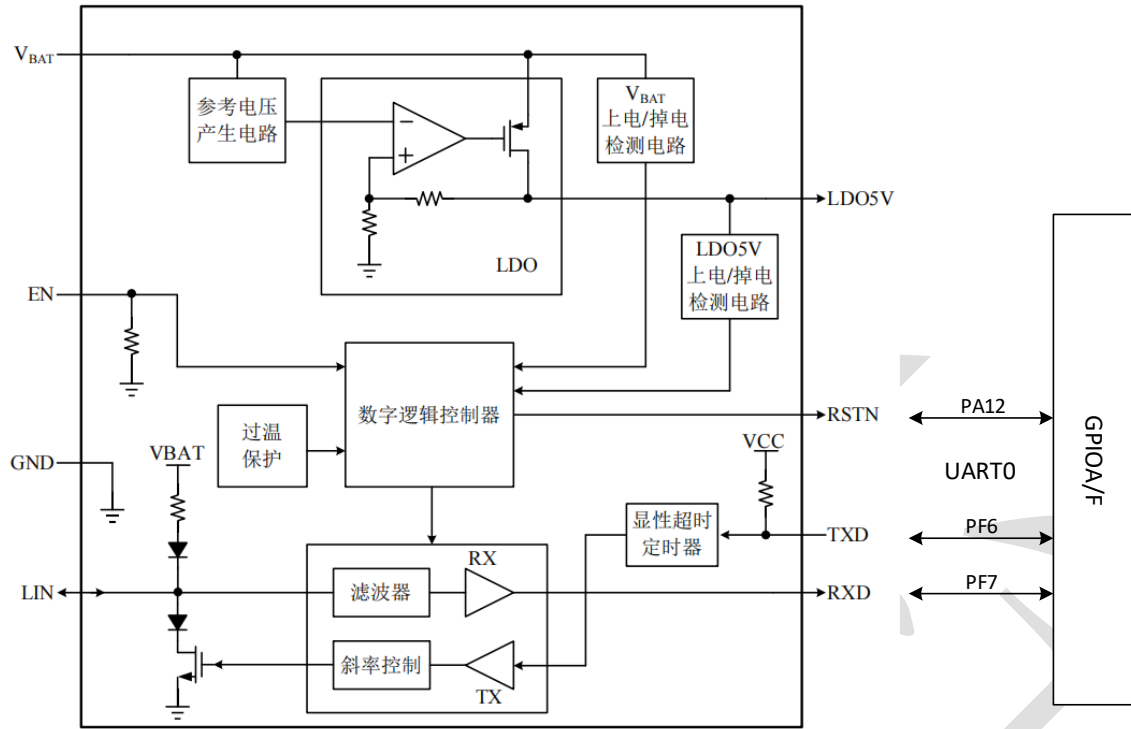 VBAT
参考电压
产生电路
−
+
LDO
VBAT
上电/掉电
检测电路
LDO5V
LDO5V
上电/掉电
检测电路
EN
数字逻辑控制器
RSTN
PA12
过温
保护
GND
VBAT
VCC
UART0
GPIOA/F
显性超时
定时器
TXD
PF6
RX
LIN
滤波器
RXD
PF7
斜率控制
TX